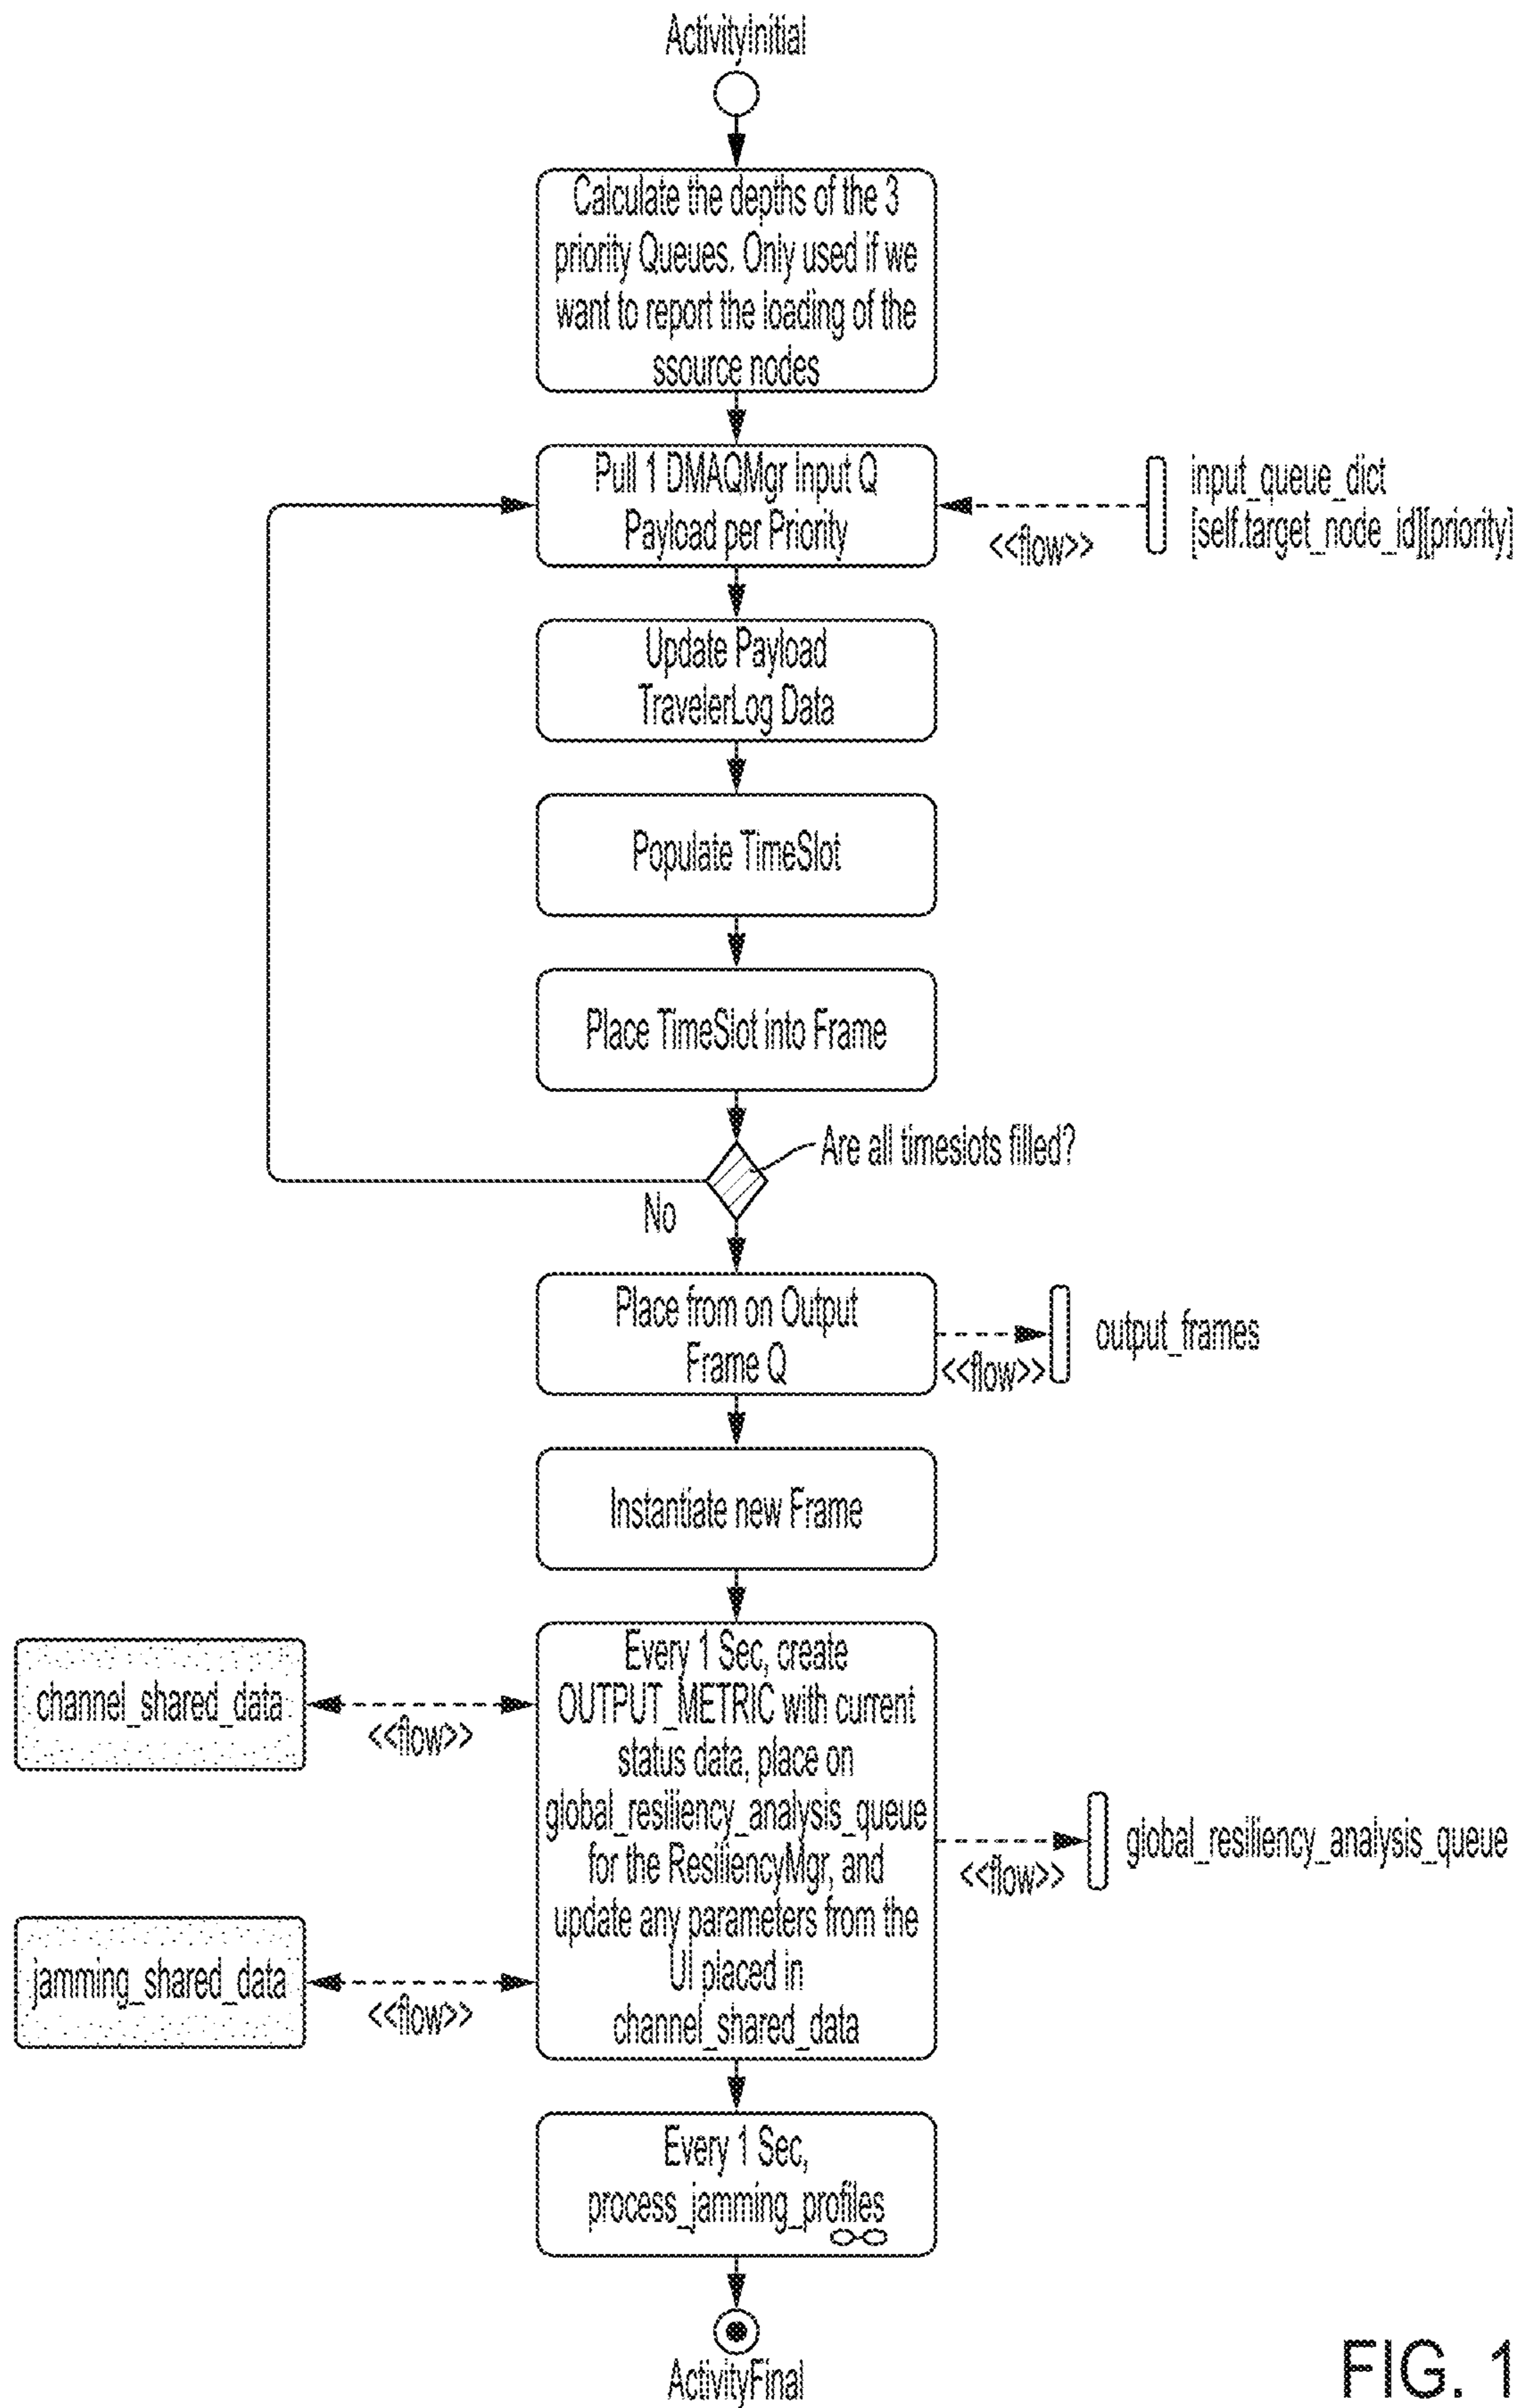 ActivityInitial
Calculate the depths of the 3
priority Queues. Only used if we
want to report the loading of the
ssource nodes
Pull 1 DMAQMgr Input Q
Payload per Priority
<<flow>>
input_queue_dict
[self.target_node_id][priority]
Update Payload
TravelerLog Data
Populate TimeSlot
Place TimeSlot into Frame
Are all timeslots filled?
No
Place from on Output
Frame Q
<<flow>>
output_frames
Instantiate new Frame
channel_shared_data
<<flow>>
Every 1 Sec, create
OUTPUT_METRIC with current
status data, place on
global_resiliency_analysis_queue
for the ResiliencyMgr, and
update any parameters from the
UI placed in
channel_shared_data
<<flow>>
global_resiliency_analysis_queue
jamming_shared_data
<<flow>>
Every 1 Sec,
process_jamming_profiles
ActivityFinal
FIG. 1